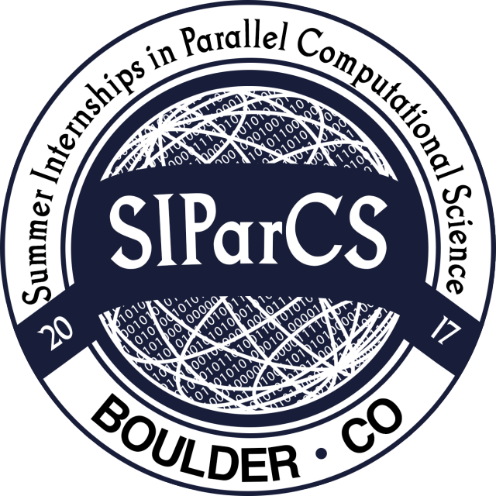 Summer Internships in Parallel Computational Science
SIParCS
20 17
BOULDER • CO